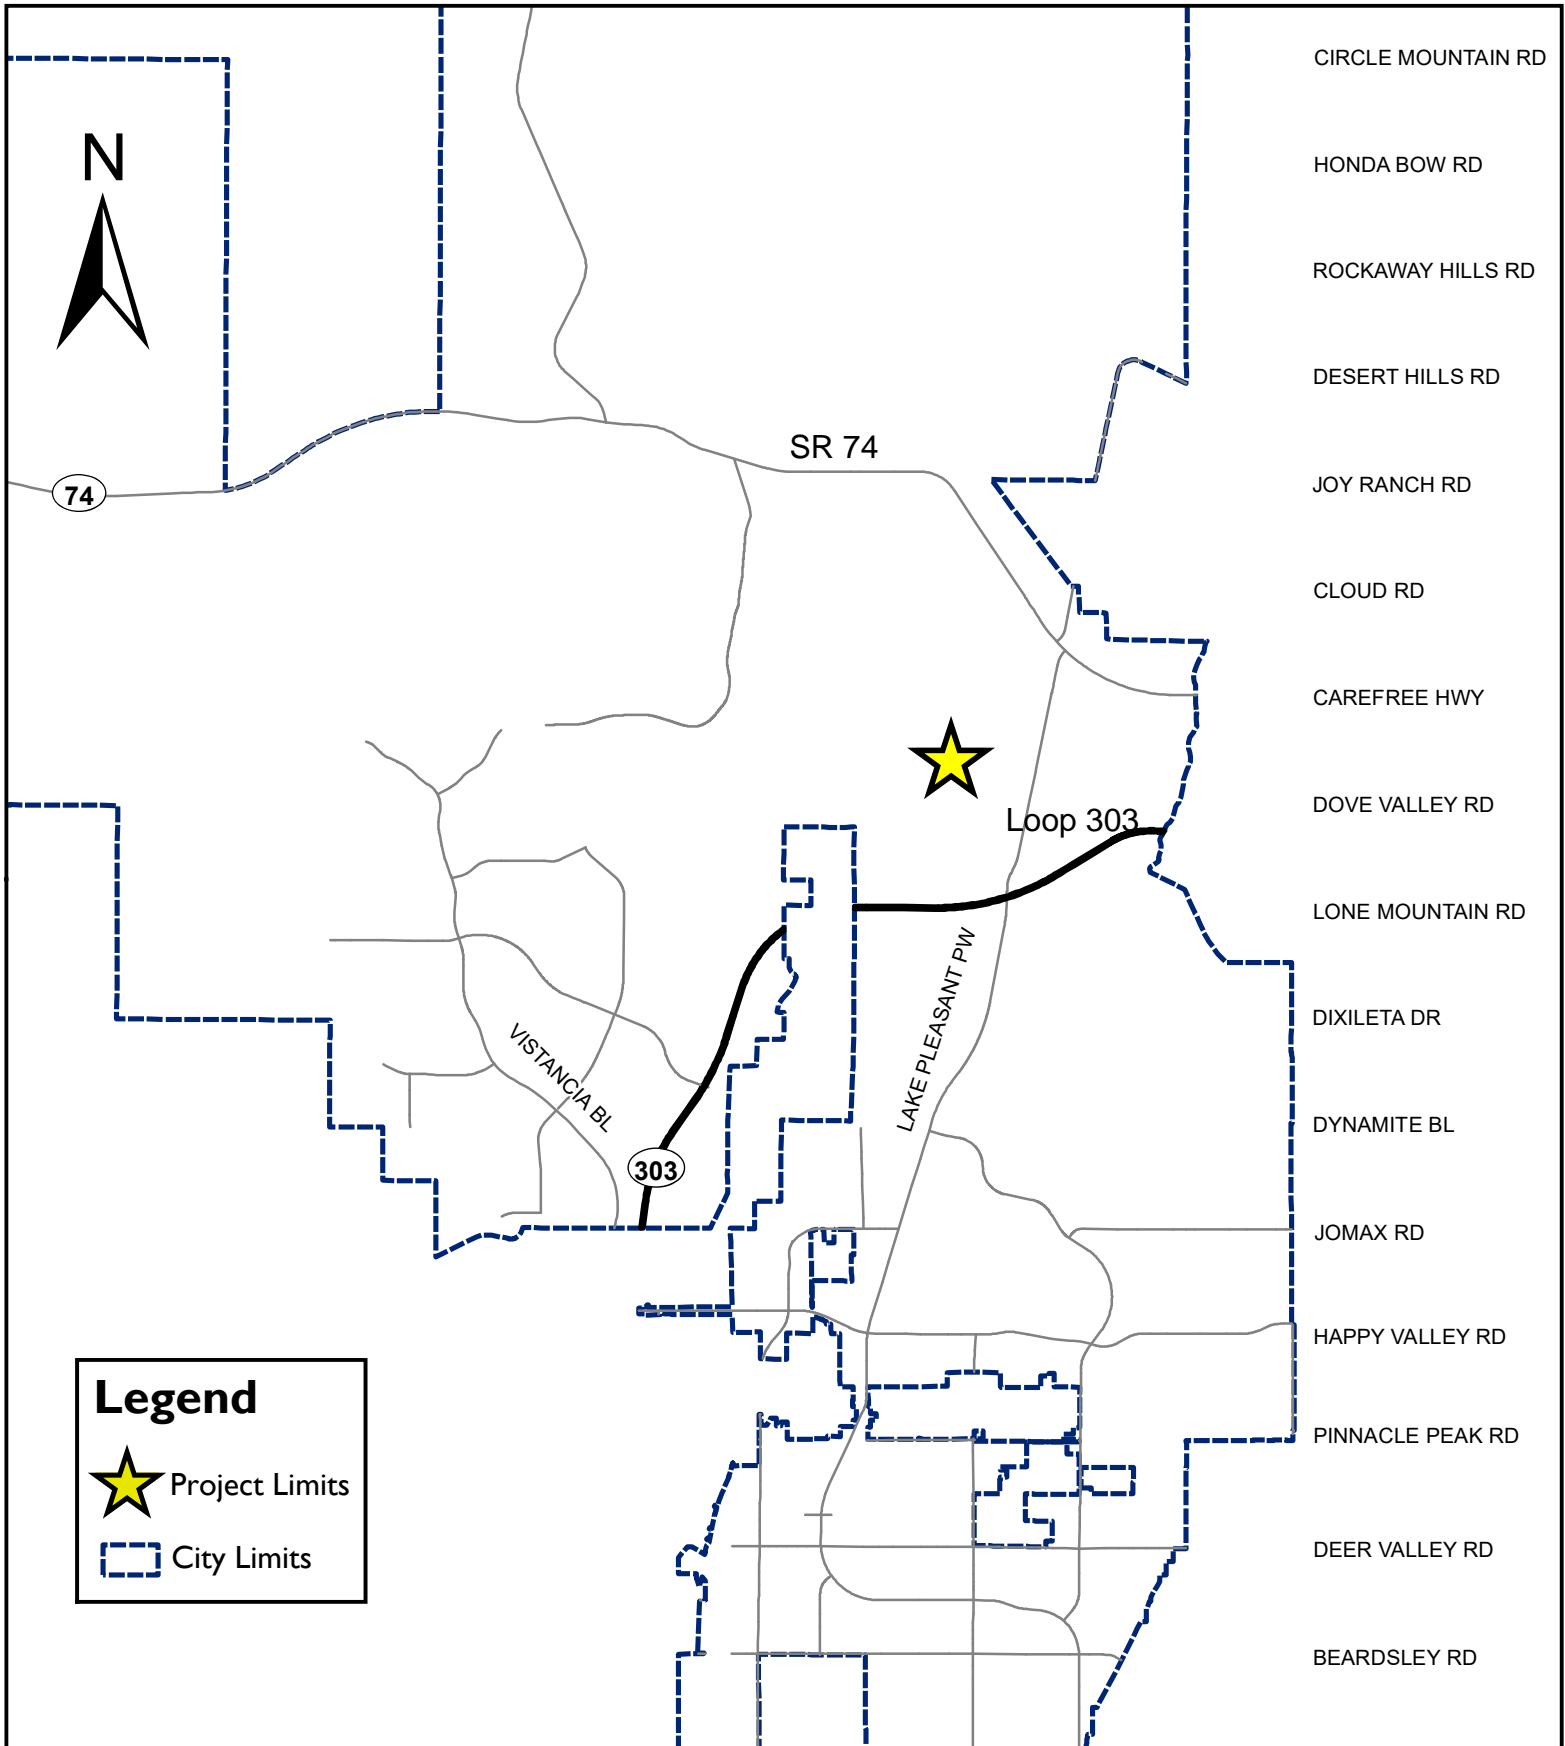 CIRCLE MOUNTAIN RD
N
HONDA BOW RD
ROCKAWAY HILLS RD
DESERT HILLS RD
SR 74
74
JOY RANCH RD
CLOUD RD
CAREFREE HWY
DOVE VALLEY RD
Loop 303
LONE MOUNTAIN RD
LAKE PLEASANT PW
DIXILETA DR
VISTANCIA BL
DYNAMITE BL
303
JOMAX RD
HAPPY VALLEY RD
Legend
Project Limits
City Limits
PINNACLE PEAK RD
DEER VALLEY RD
BEARDSLEY RD